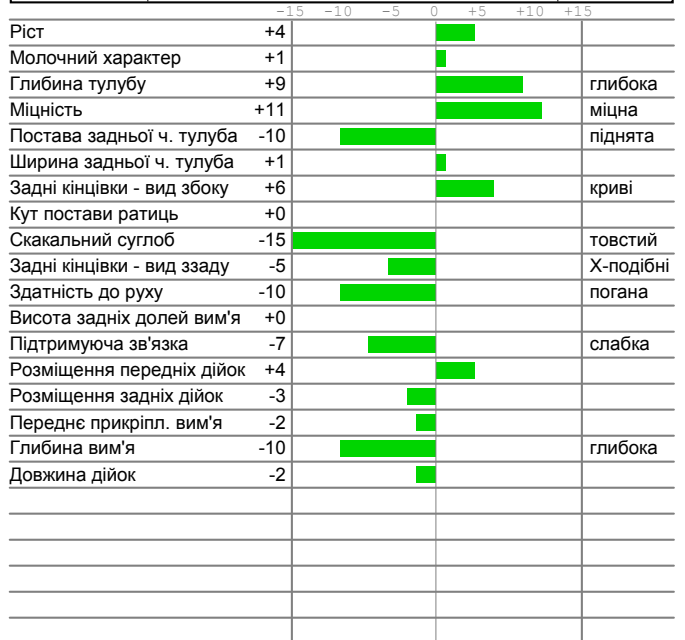 -15 -10 -5 0 +5 +10 +15
Ріст +4
Молочний характер +1
Глибина тулубу +9 глибока
Міцність +11 міцна
Постава задньої ч. тулуба -10 піднята
Ширина задньої ч. тулуба +1
Задні кінцівки - вид збоку +6 криві
Кут постави ратиць +0
Скакальний суглоб -15 товстий
Задні кінцівки - вид ззаду -5 Х-подібні
Здатність до руху -10 погана
Висота задніх долей вим'я +0
Підтримуюча зв'язка -7 слабка
Розміщення передніх дійок +4
Розміщення задніх дійок -3
Переднє прикріпл. вим'я -2
Глибина вим'я -10 глибока
Довжина дійок -2